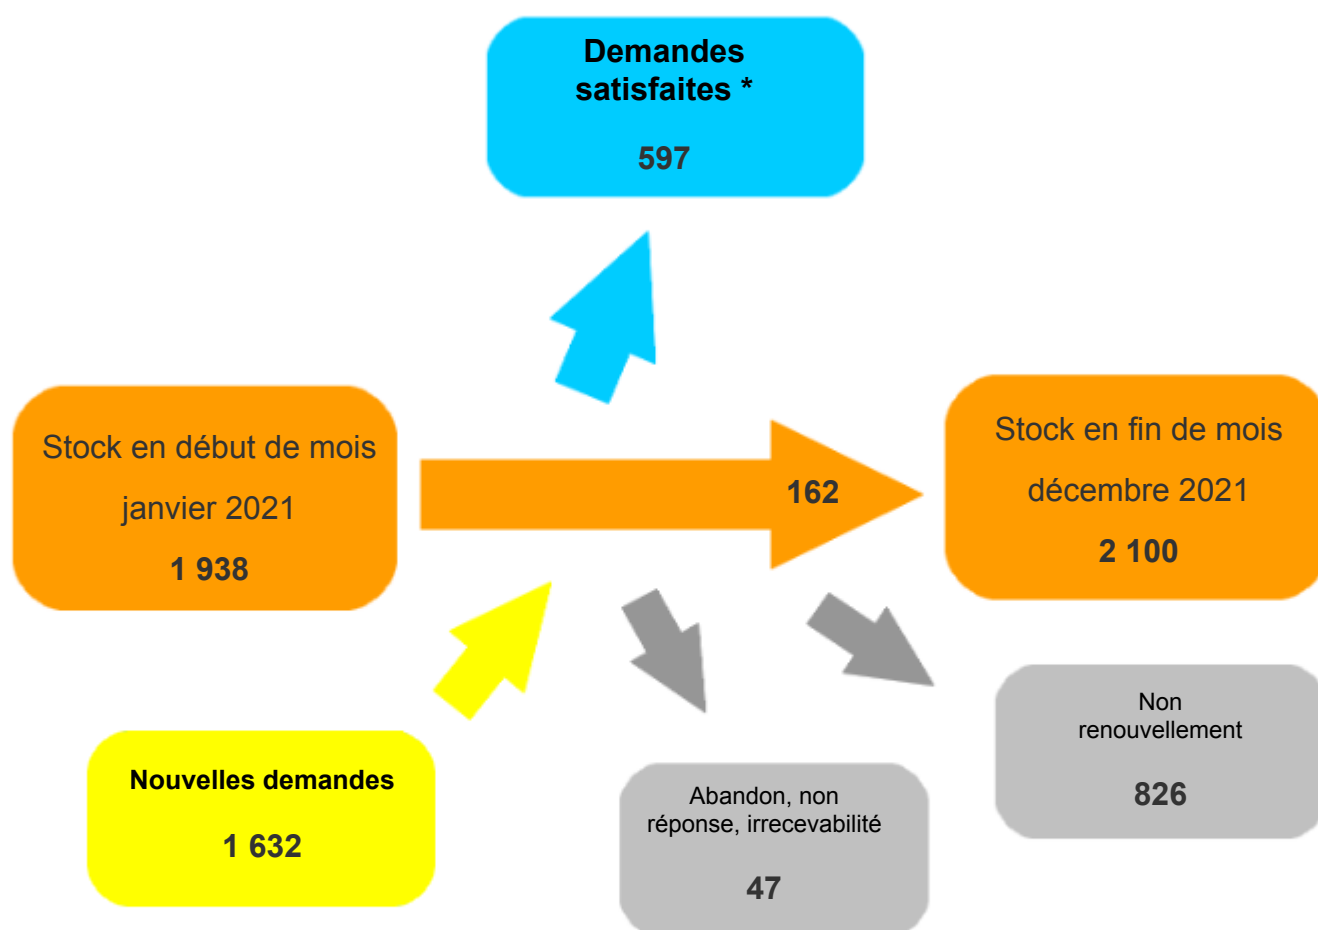 Demandes
satisfaites *
597
Stock en début de mois
janvier 2021
1 938
162
Stock en fin de mois
décembre 2021
2 100
Nouvelles demandes
1 632
Abandon, non
réponse, irrecevabilité
47
Non
renouvellement
826